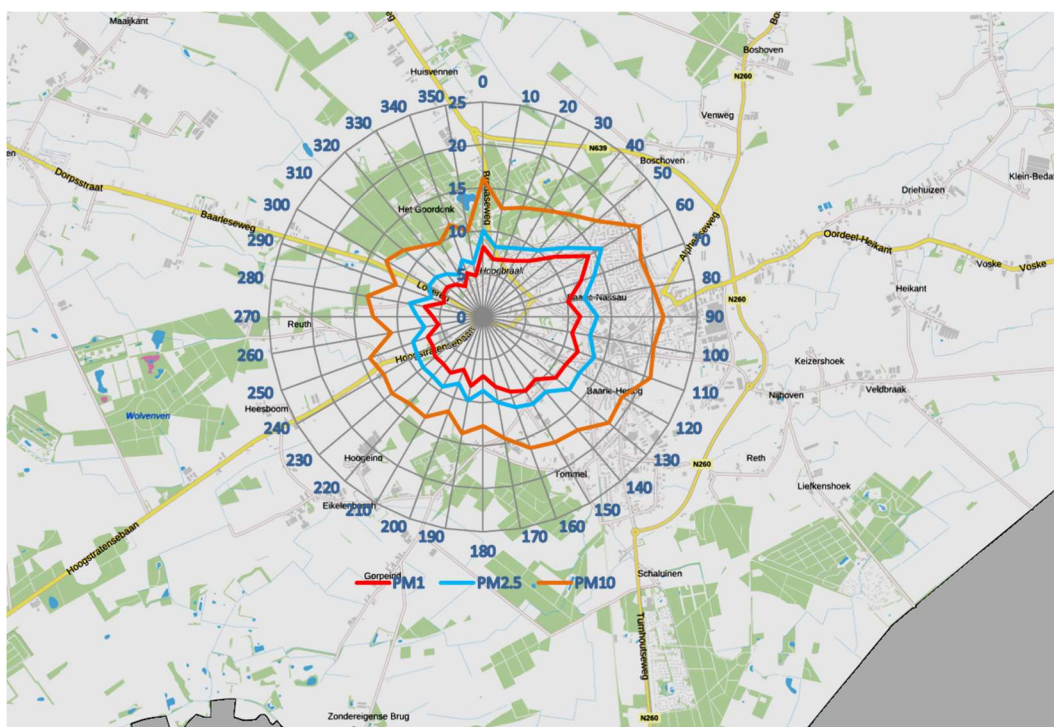 Maaijkant
Boshoven
Huisvennen
N260
0
350
10
340
25
20
Venweg
330
30
320
20
40
N639
Boschoven
310
50
Klein-Bedaf
Dorpsstraat
15
Bredaseweg
300
60
Driehuizen
Baarleseweg
Het Goordonk
Alphenseweg
290
10
70
Oordeel-Heikant
Voske
Voske
Hoogbraak
280
80
Loveren
Baarle-Nassau
Heikant
N260
270
Reuth
0
90
Hoogstratensebaan
260
100
Keizershoek
250
Baarle-Hertog
110
Nijhoven
Veldbraak
Heesboom
Wolvenven
240
120
230
Hoogeind
130
Reth
N260
220
Tommel
140
Liefkenshoek
Eikelenbosch
210
150
200
160
190
170
Hoogstratensebaan
180
Gorpeind
Schaluinen
PM1
PM2.5
PM10
Turnhoutseweg
Zondereigense Brug
N260